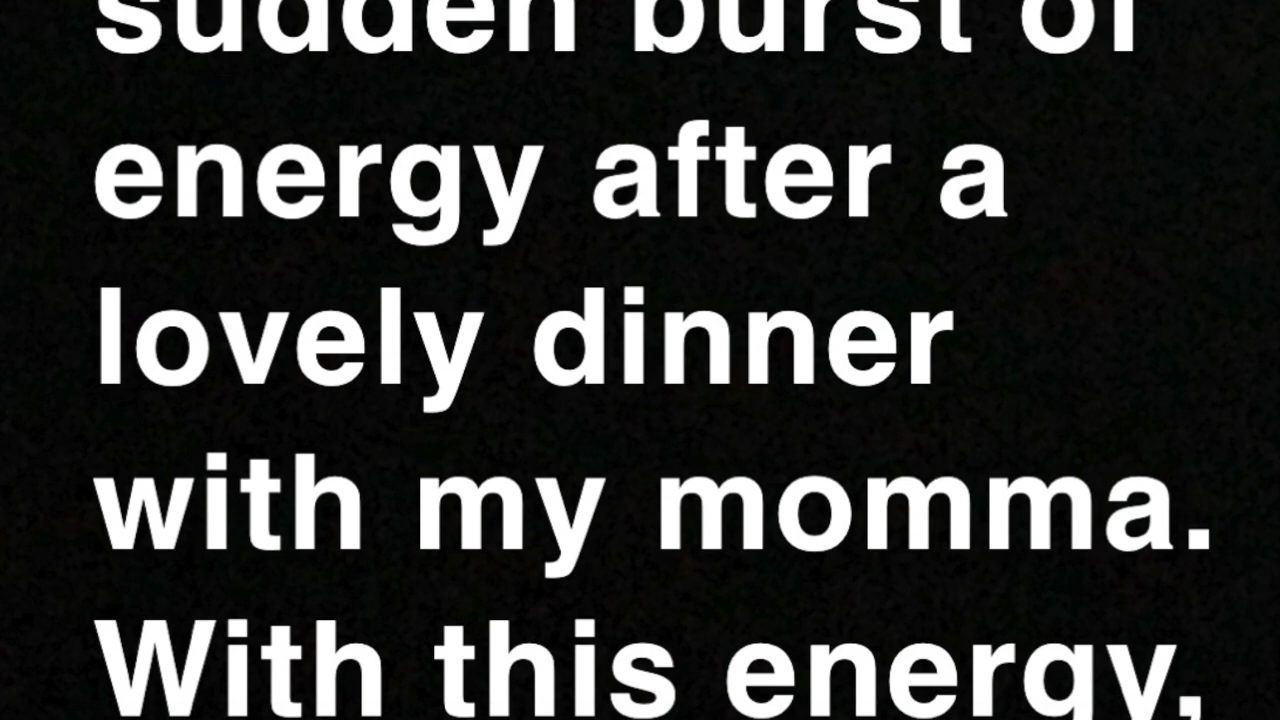 sudden burst of
energy after a
lovely dinner
with my momma.
With this energy,